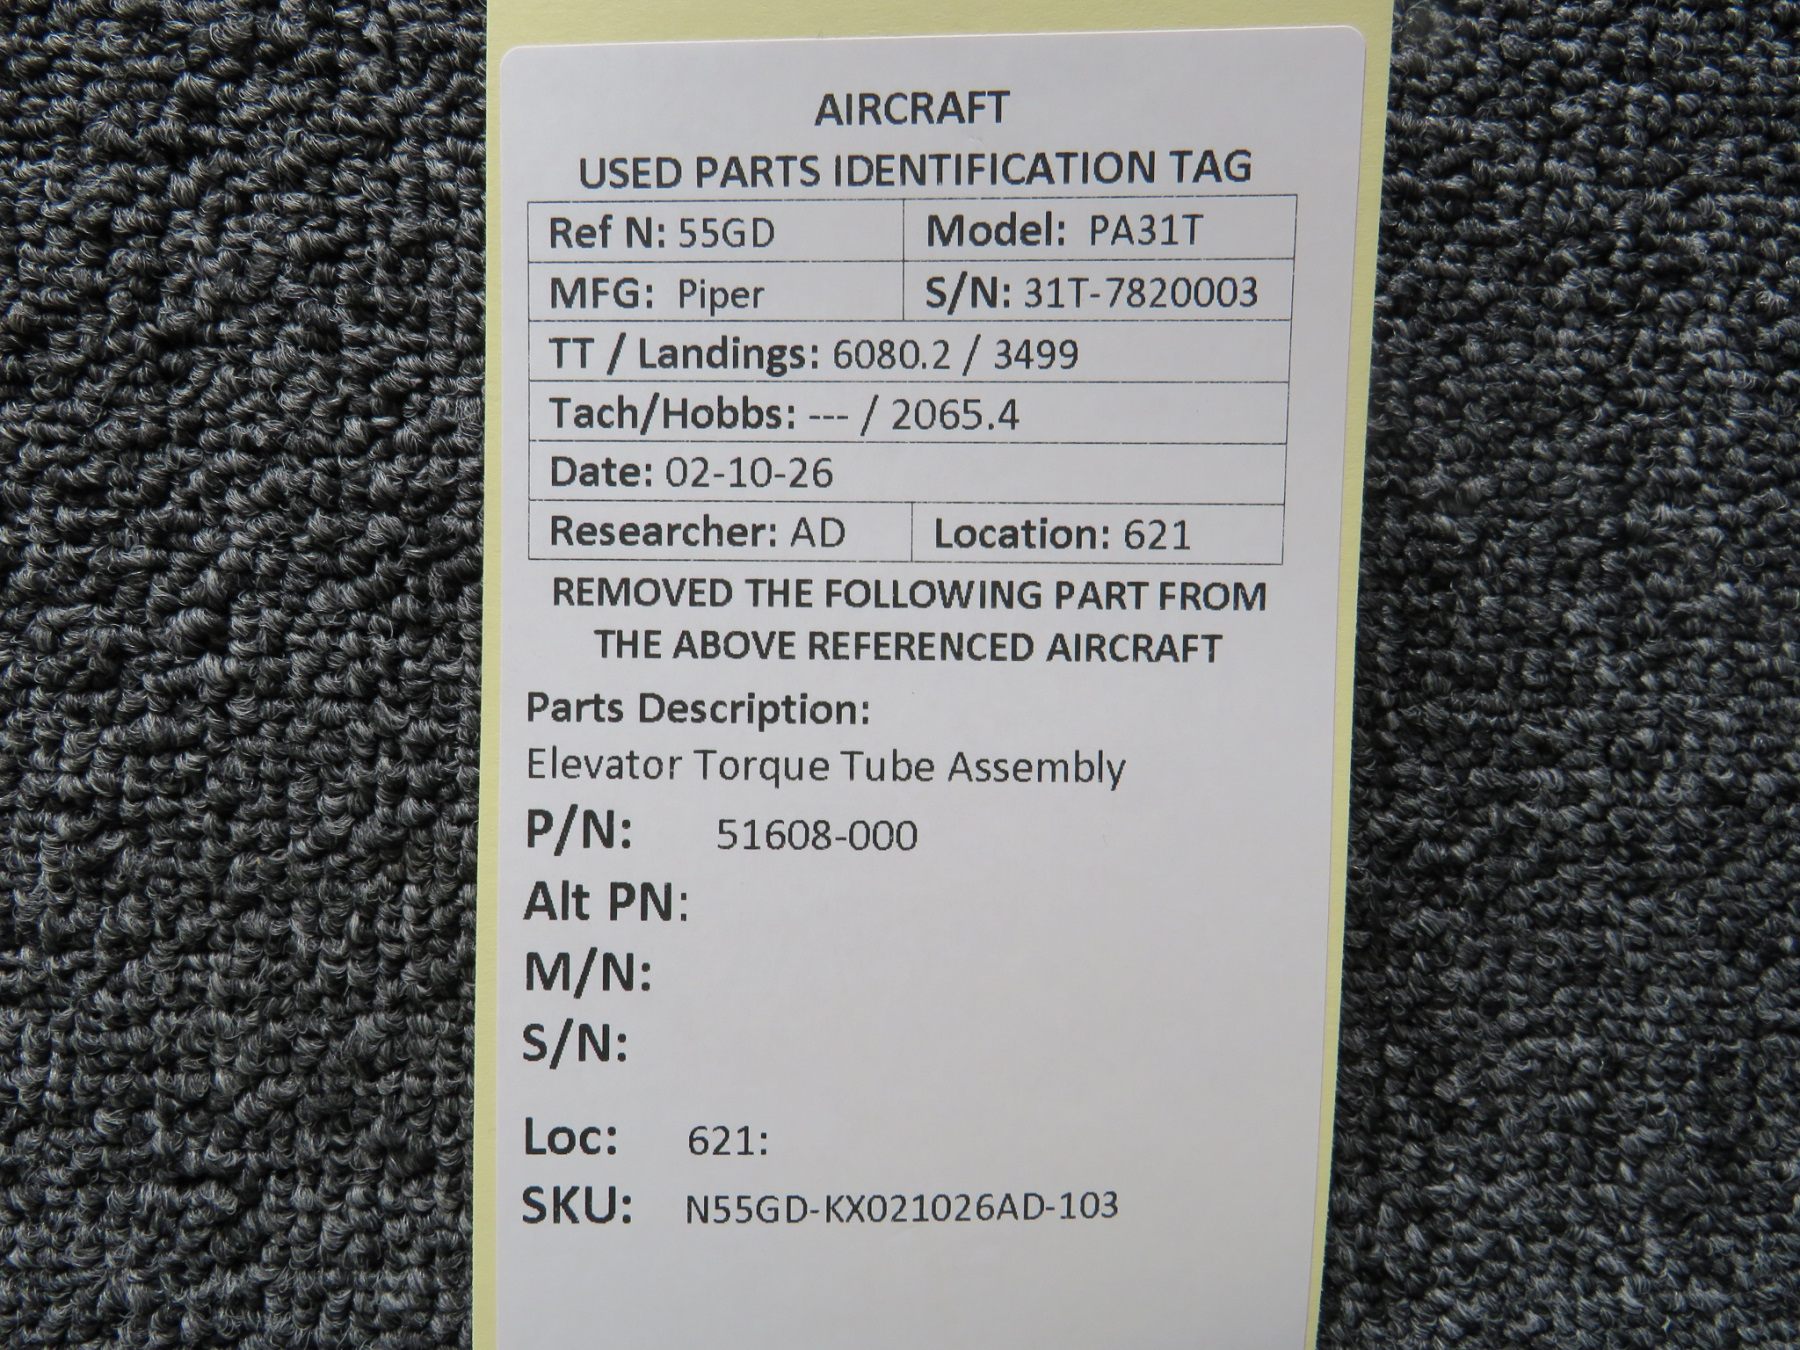 AIRCRAFT
USED PARTS IDENTIFICATION TAG
Ref N: 55GD Model: PA31T
MFG: Piper S/N: 31T-7820003
TT / Landings: 6080.2 / 3499
Tach/Hobbs: --- / 2065.4
Date: 02-10-26
Researcher: AD Location: 621
REMOVED THE FOLLOWING PART FROM
THE ABOVE REFERENCED AIRCRAFT
Parts Description:
Elevator Torque Tube Assembly
P/N: 51608-000
Alt PN:
M/N:
S/N:
Loc: 621:
SKU: N55GD-KX021026AD-103